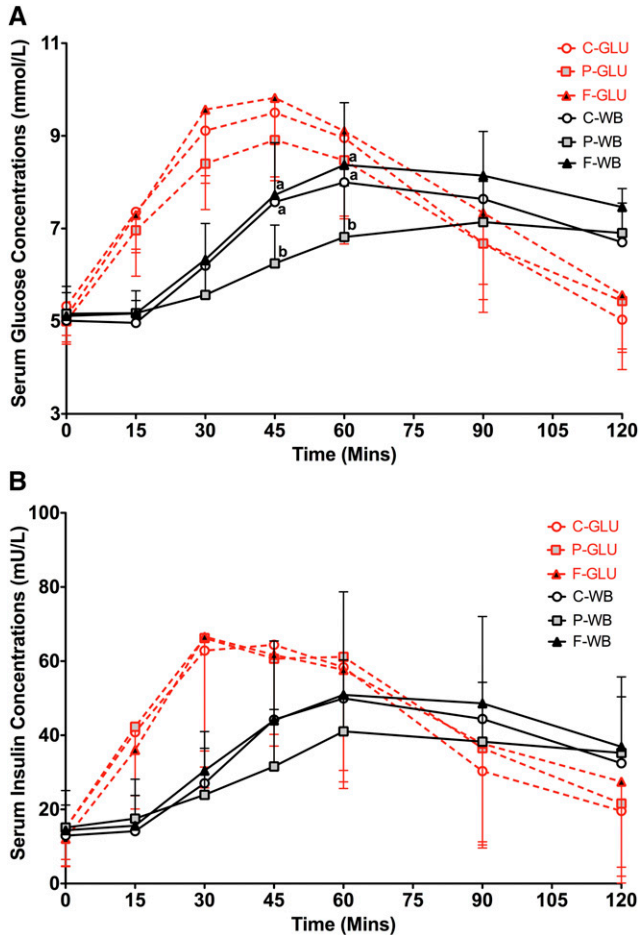 A
Serum Glucose Concentrations (mmol/L)
11
9
7
5
3
C-GLU
P-GLU
F-GLU
C-WB
P-WB
F-WB
a
a
a
a
b
b
0 15 30 45 60 75 90 105 120
Time (Mins)
B
Serum Insulin Concentrations (mU/L)
100
80
60
40
20
0
C-GLU
P-GLU
F-GLU
C-WB
P-WB
F-WB
0 15 30 45 60 75 90 105 120
Time (Mins)